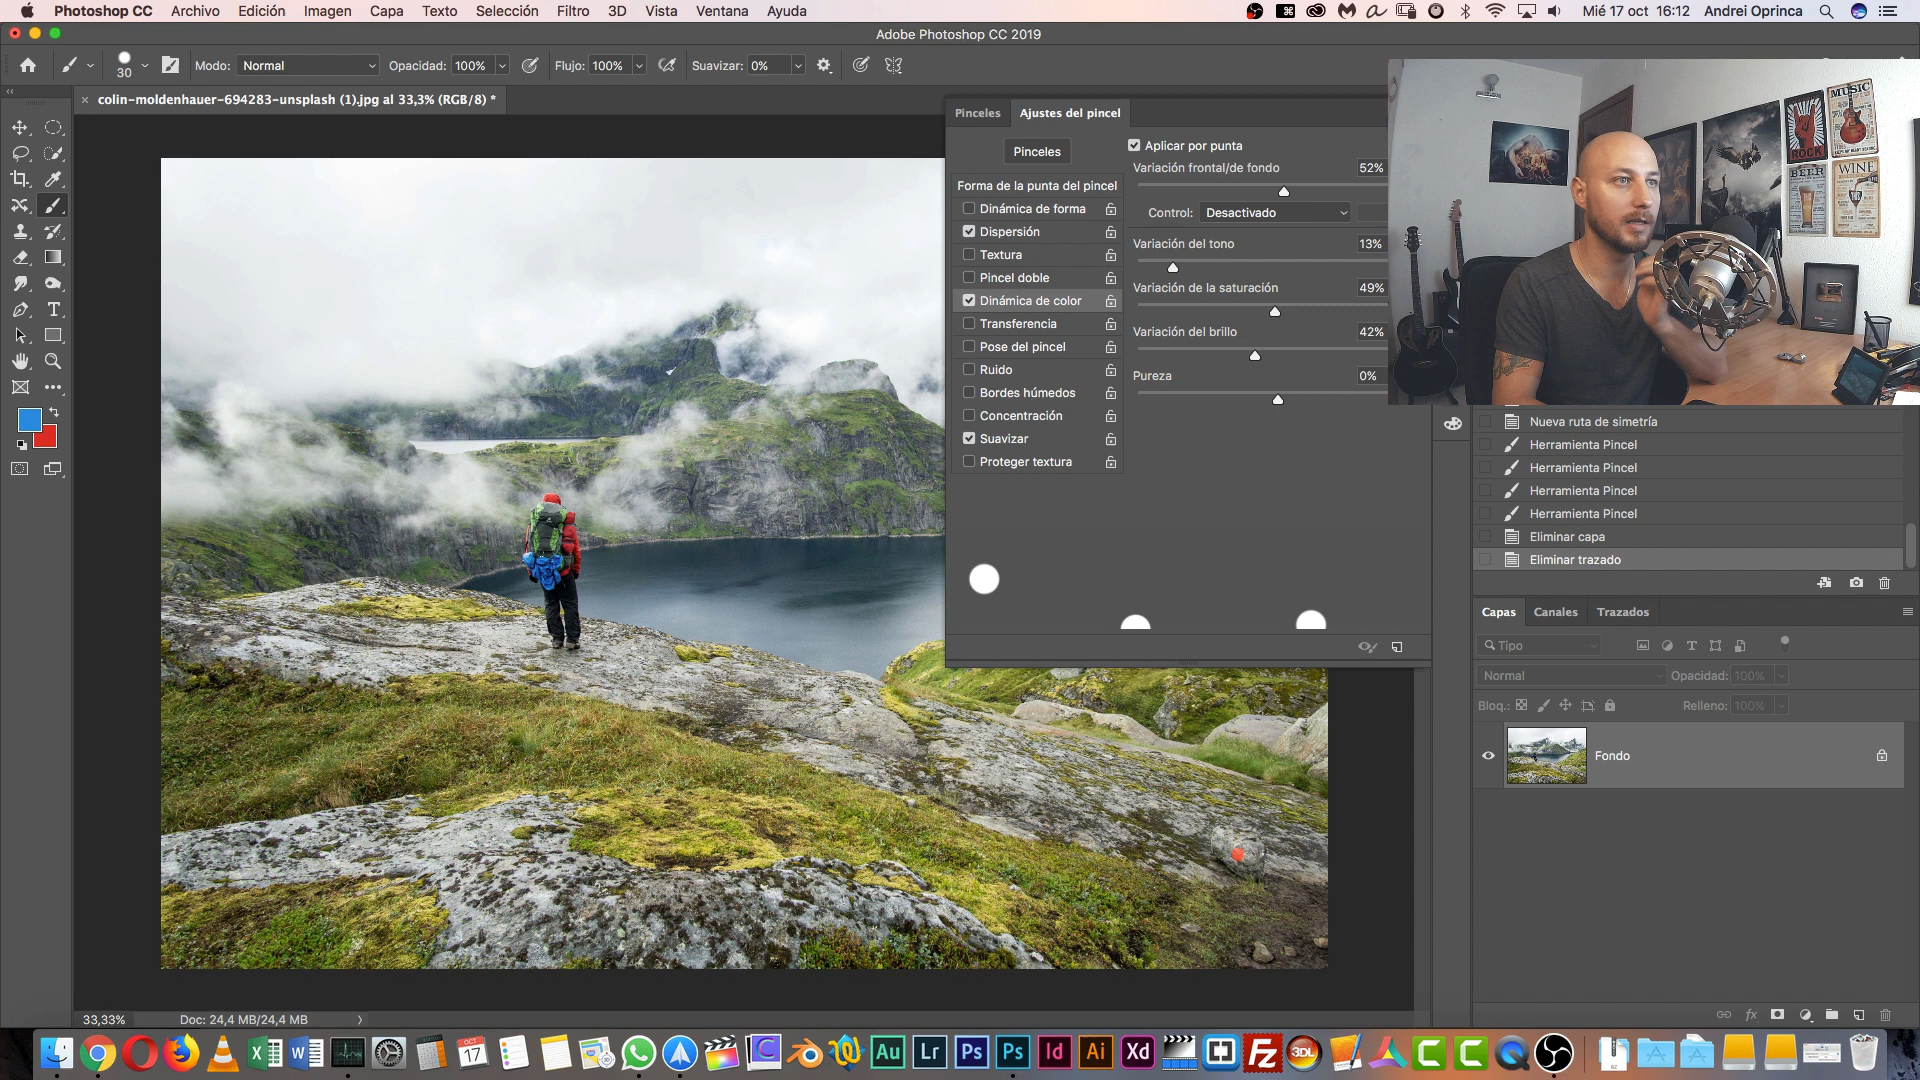 Photoshop CC Archivo Edición Imagen Capa Texto Selección Filtro 3D Vista Ventana Ayuda Mié 17 oct 16:12 Andrei Oprinca
Adobe Photoshop CC 2019
30 Modo: Normal Opacidad: 100% Flujo: 100% Suavizar: 0%
× colin-moldenhauer-694283-unsplash (1).jpg al 33,3% (RGB/8) *
Pinceles Ajustes del pincel
Pinceles
Forma de la punta del pincel
Dinámica de forma
Dispersión
Textura
Pincel doble
Dinámica de color
Transferencia
Pose del pincel
Ruido
Bordes húmedos
Concentración
Suavizar
Proteger textura
Aplicar por punta
Variación frontal/de fondo 52%
Control: Desactivado
Variación del tono 13%
Variación de la saturación 49%
Variación del brillo 42%
Pureza 0%
MUSIC
ROCK
BEER
WINE
Nueva ruta de simetría
Herramienta Pincel
Herramienta Pincel
Herramienta Pincel
Herramienta Pincel
Eliminar capa
Eliminar trazado
Capas Canales Trazados
Tipo
Normal Opacidad: 100%
Bloq.: Relleno: 100%
Fondo
fx
33,33% Doc: 24,4 MB/24,4 MB
OCT
17
Au Lr Ps Ps Id Ai Xd Fz 3DL